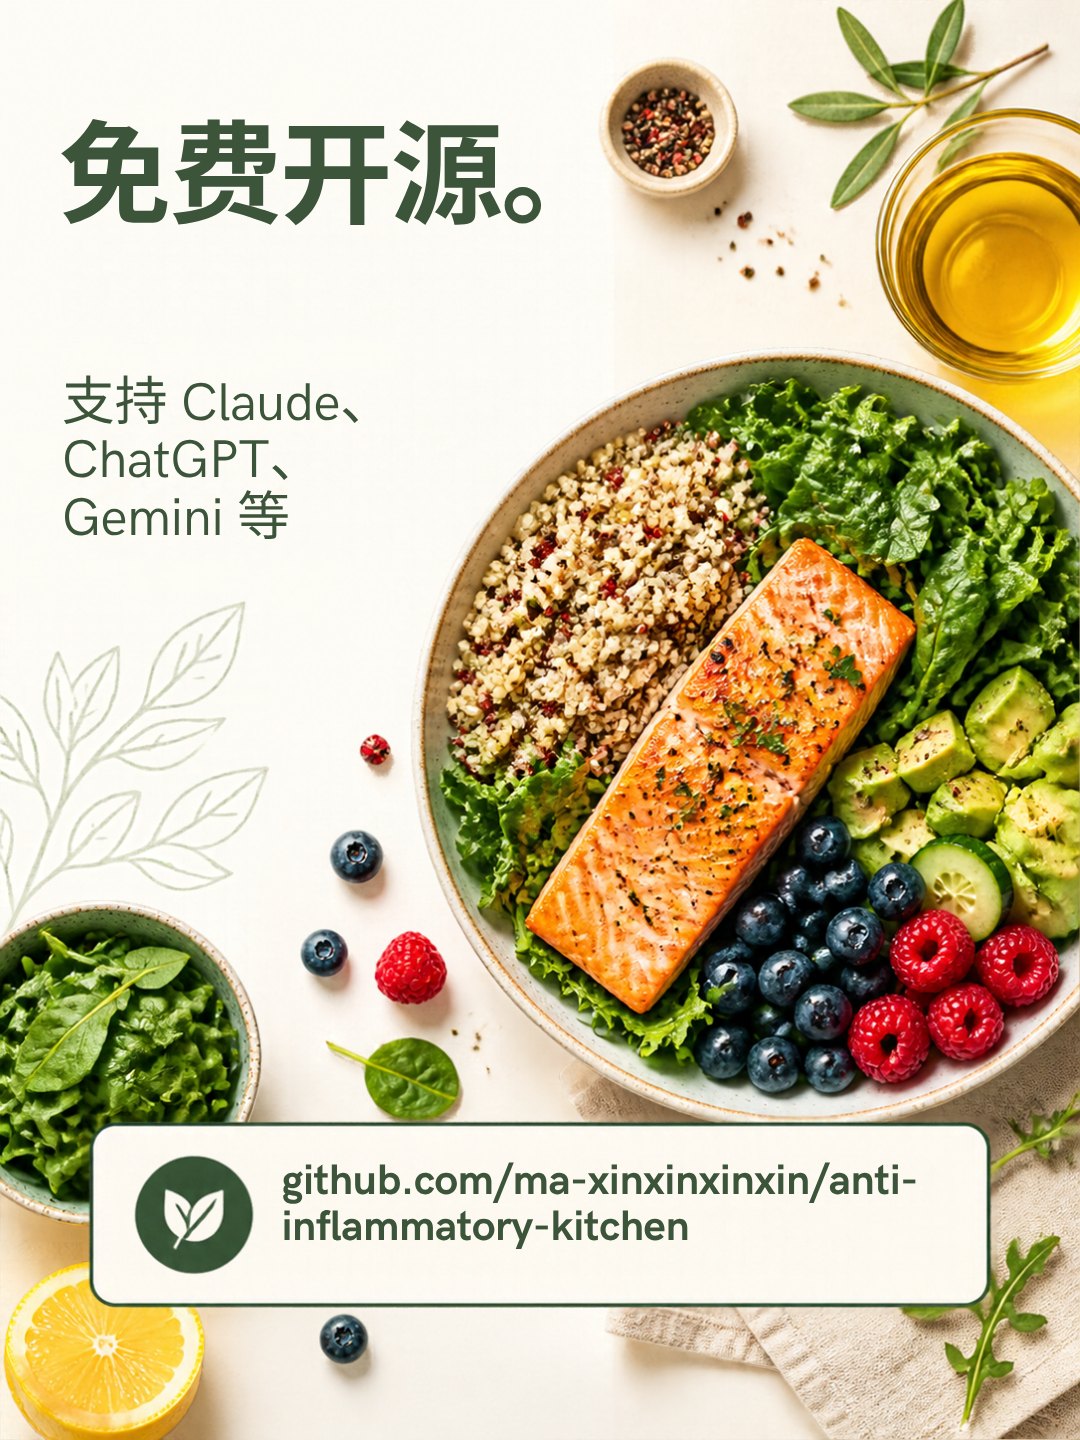 免费开源。
支持 Claude、
ChatGPT、
Gemini 等
github.com/ma-xinxinxinxin/anti-
inflammatory-kitchen